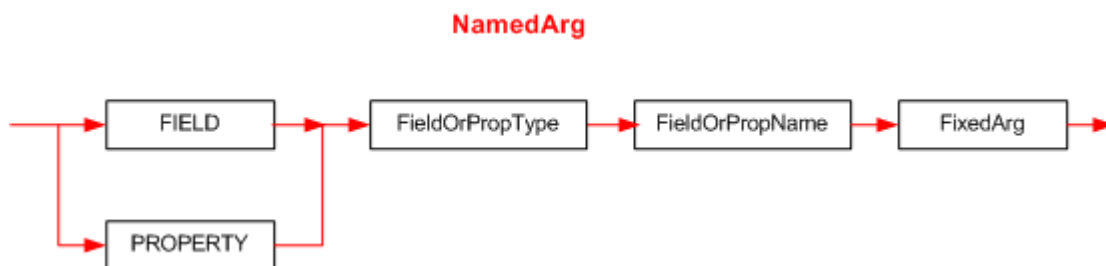 NamedArg
FIELD
FieldOrPropType
FieldOrPropName
FixedArg
PROPERTY